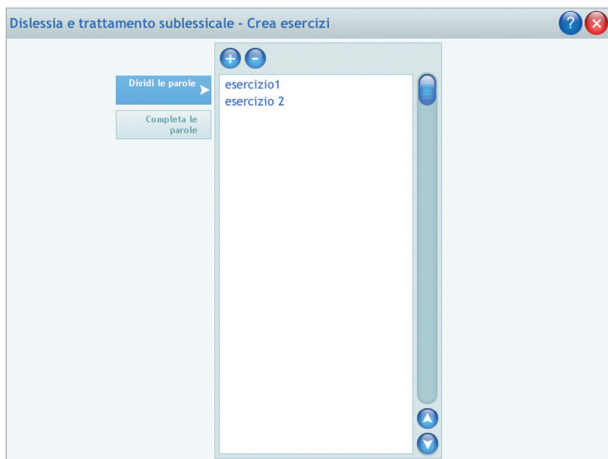 Dislessia e trattamento sublessicale - Crea esercizi
?
Dividi le parole
Completa le
parole
esercizio1
esercizio 2